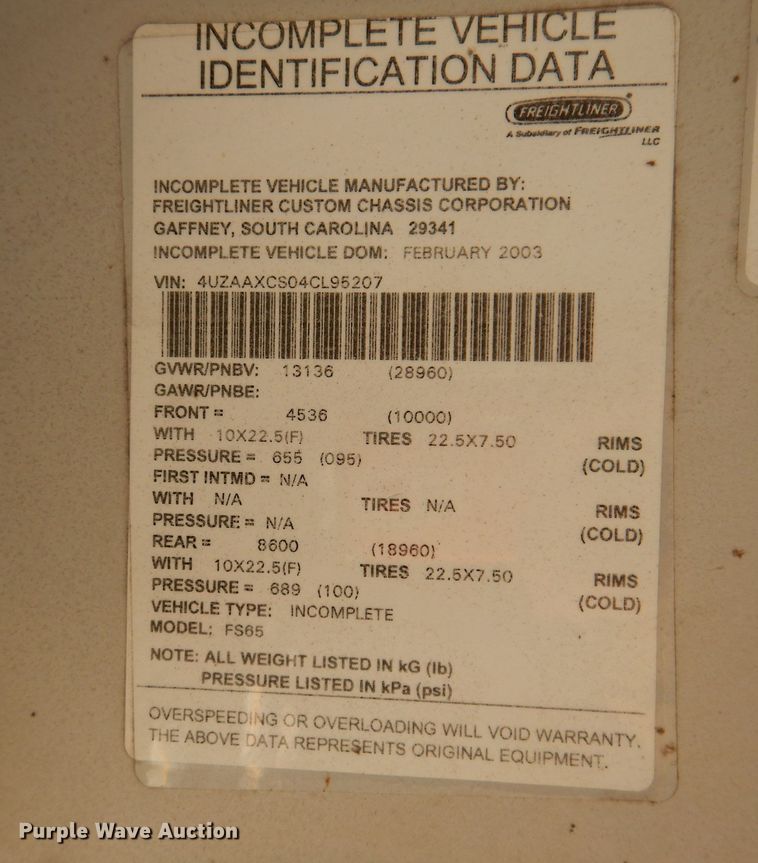 INCOMPLETE VEHICLE
IDENTIFICATION DATA
FREIGHTLINER
A Subsidiary of FREIGHTLINER
LLC
INCOMPLETE VEHICLE MANUFACTURED BY:
FREIGHTLINER CUSTOM CHASSIS CORPORATION
GAFFNEY, SOUTH CAROLINA 29341
INCOMPLETE VEHICLE DOM: FEBRUARY 2003
VIN: 4UZAAXCS04CL95207
GVWR/PNBV: 13136 (28960)
GAWR/PNBE:
FRONT = 4536 (10000)
WITH 10X22.5(F) TIRES 22.5X7.50 RIMS
PRESSURE = 655 (095) (COLD)
FIRST INTMD = N/A
WITH N/A TIRES N/A RIMS
PRESSURE = N/A (COLD)
REAR = 8600 (18960)
WITH 10X22.5(F) TIRES 22.5X7.50 RIMS
PRESSURE = 689 (100) (COLD)
VEHICLE TYPE: INCOMPLETE
MODEL: FS65
NOTE: ALL WEIGHT LISTED IN kG (lb)
PRESSURE LISTED IN kPa (psi)
OVERSPEEDING OR OVERLOADING WILL VOID WARRANTY.
THE ABOVE DATA REPRESENTS ORIGINAL EQUIPMENT.
Purple Wave Auction